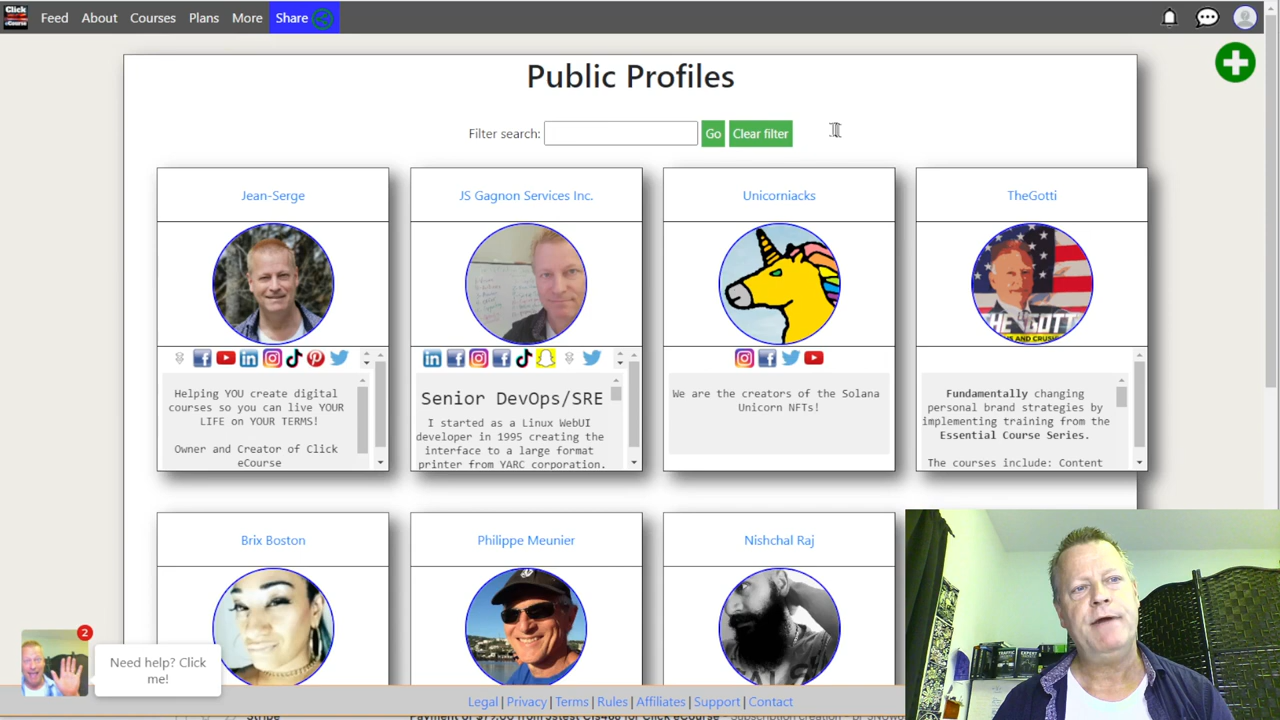 Click
eCourse
Feed About Courses Plans More Share
Public Profiles
Filter search: Go Clear filter
Jean-Serge
JS Gagnon Services Inc.
Unicorniacks
TheGotti
HE GOTT
Helping YOU create digital
courses so you can live YOUR
LIFE on YOUR TERMS!
Owner and Creator of Click
eCourse
Senior DevOps/SRE
I started as a Linux WebUI
developer in 1995 creating the
interface to a large format
printer from YARC corporation.
We are the creators of the Solana
Unicorn NFTs!
Fundamentally changing
personal brand strategies by
implementing training from the
Essential Course Series.
The courses include: Content
Brix Boston
Philippe Meunier
Nishchal Raj
2
Need help? Click
me!
Legal | Privacy | Terms | Rules | Affiliates | Support | Contact